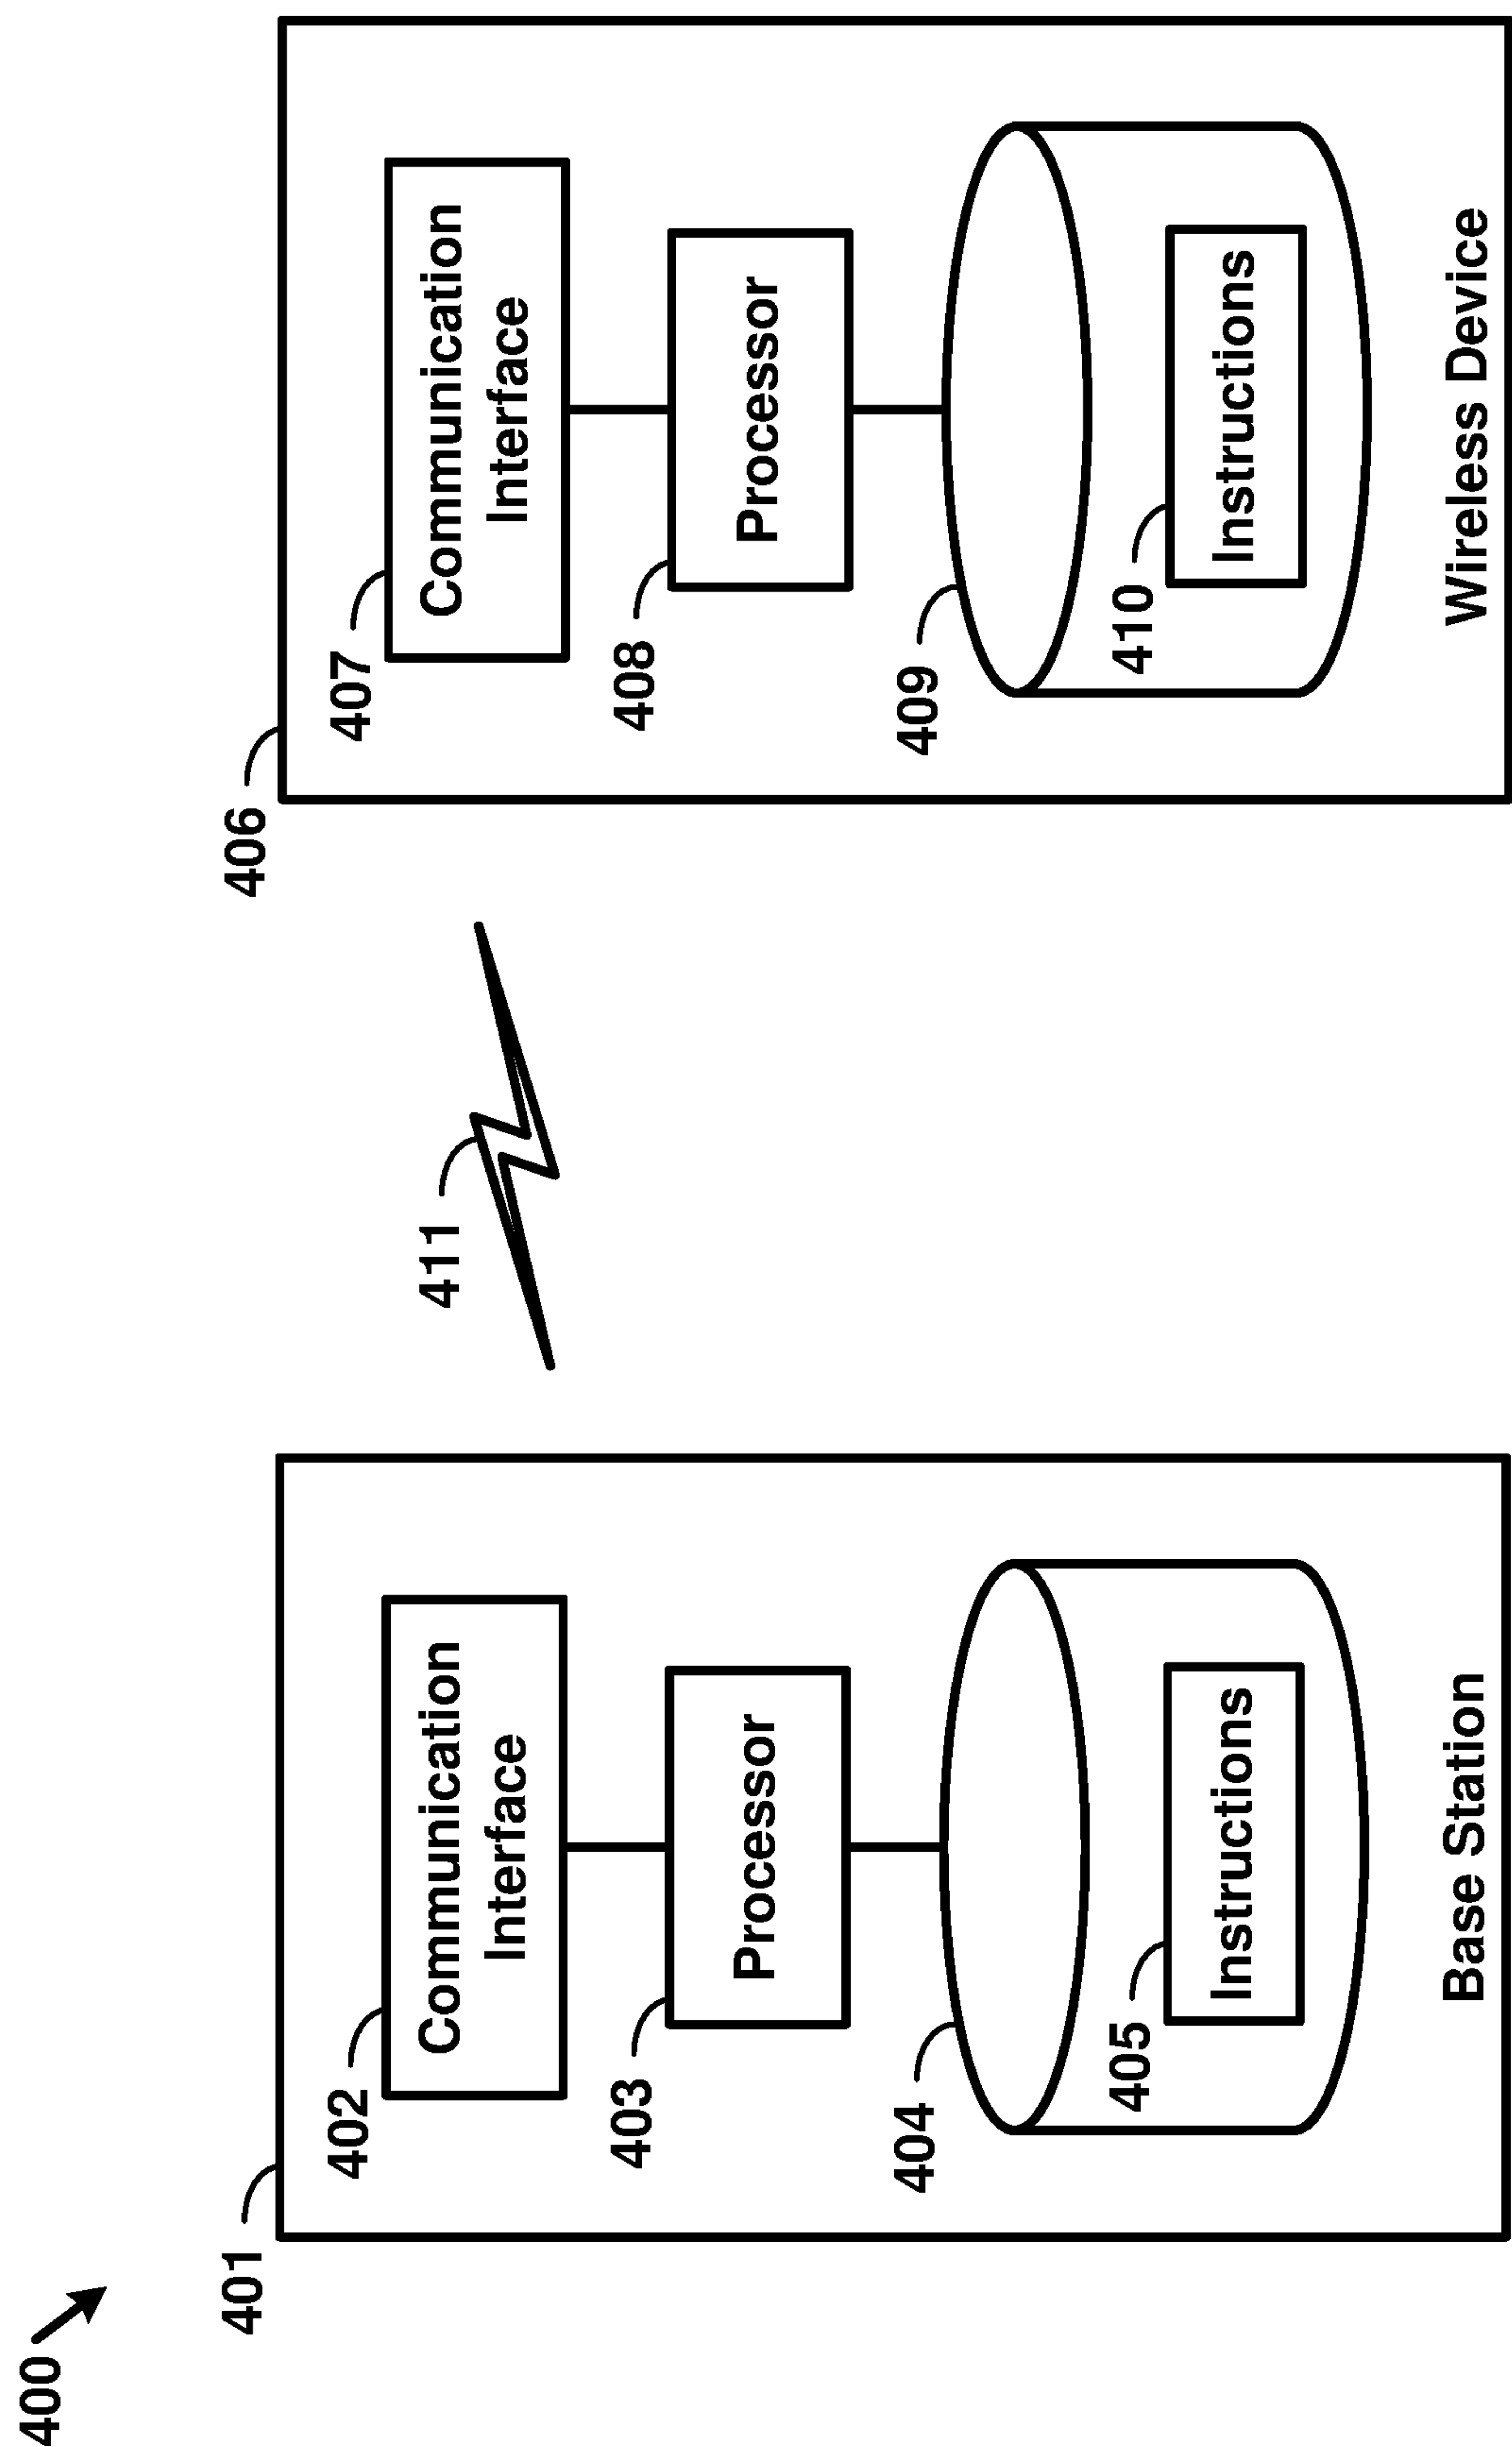 400
401
402
Communication
Interface
403
Processor
404
405
Instructions
Base Station
411
406
407
Communication
Interface
408
Processor
409
410
Instructions
Wireless Device